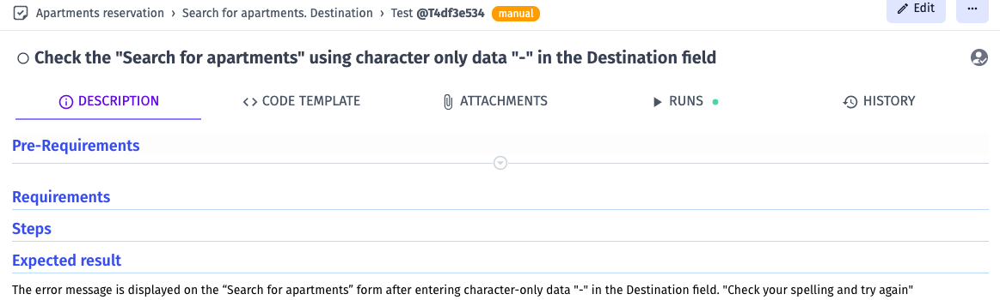 Apartments reservation › Search for apartments. Destination › Test @T4df3e534 manual
Edit ...
Check the "Search for apartments" using character only data "-" in the Destination field
DESCRIPTION <> CODE TEMPLATE ATTACHMENTS RUNS HISTORY
Pre-Requirements
Requirements
Steps
Expected result
The error message is displayed on the “Search for apartments” form after entering character-only data "-" in the Destination field. "Check your spelling and try again"